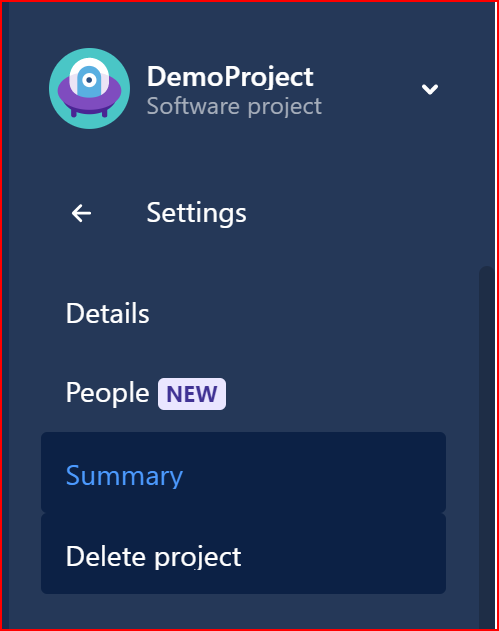 DemoProject
Software project
Settings
Details
People NEW
Summary
Delete project